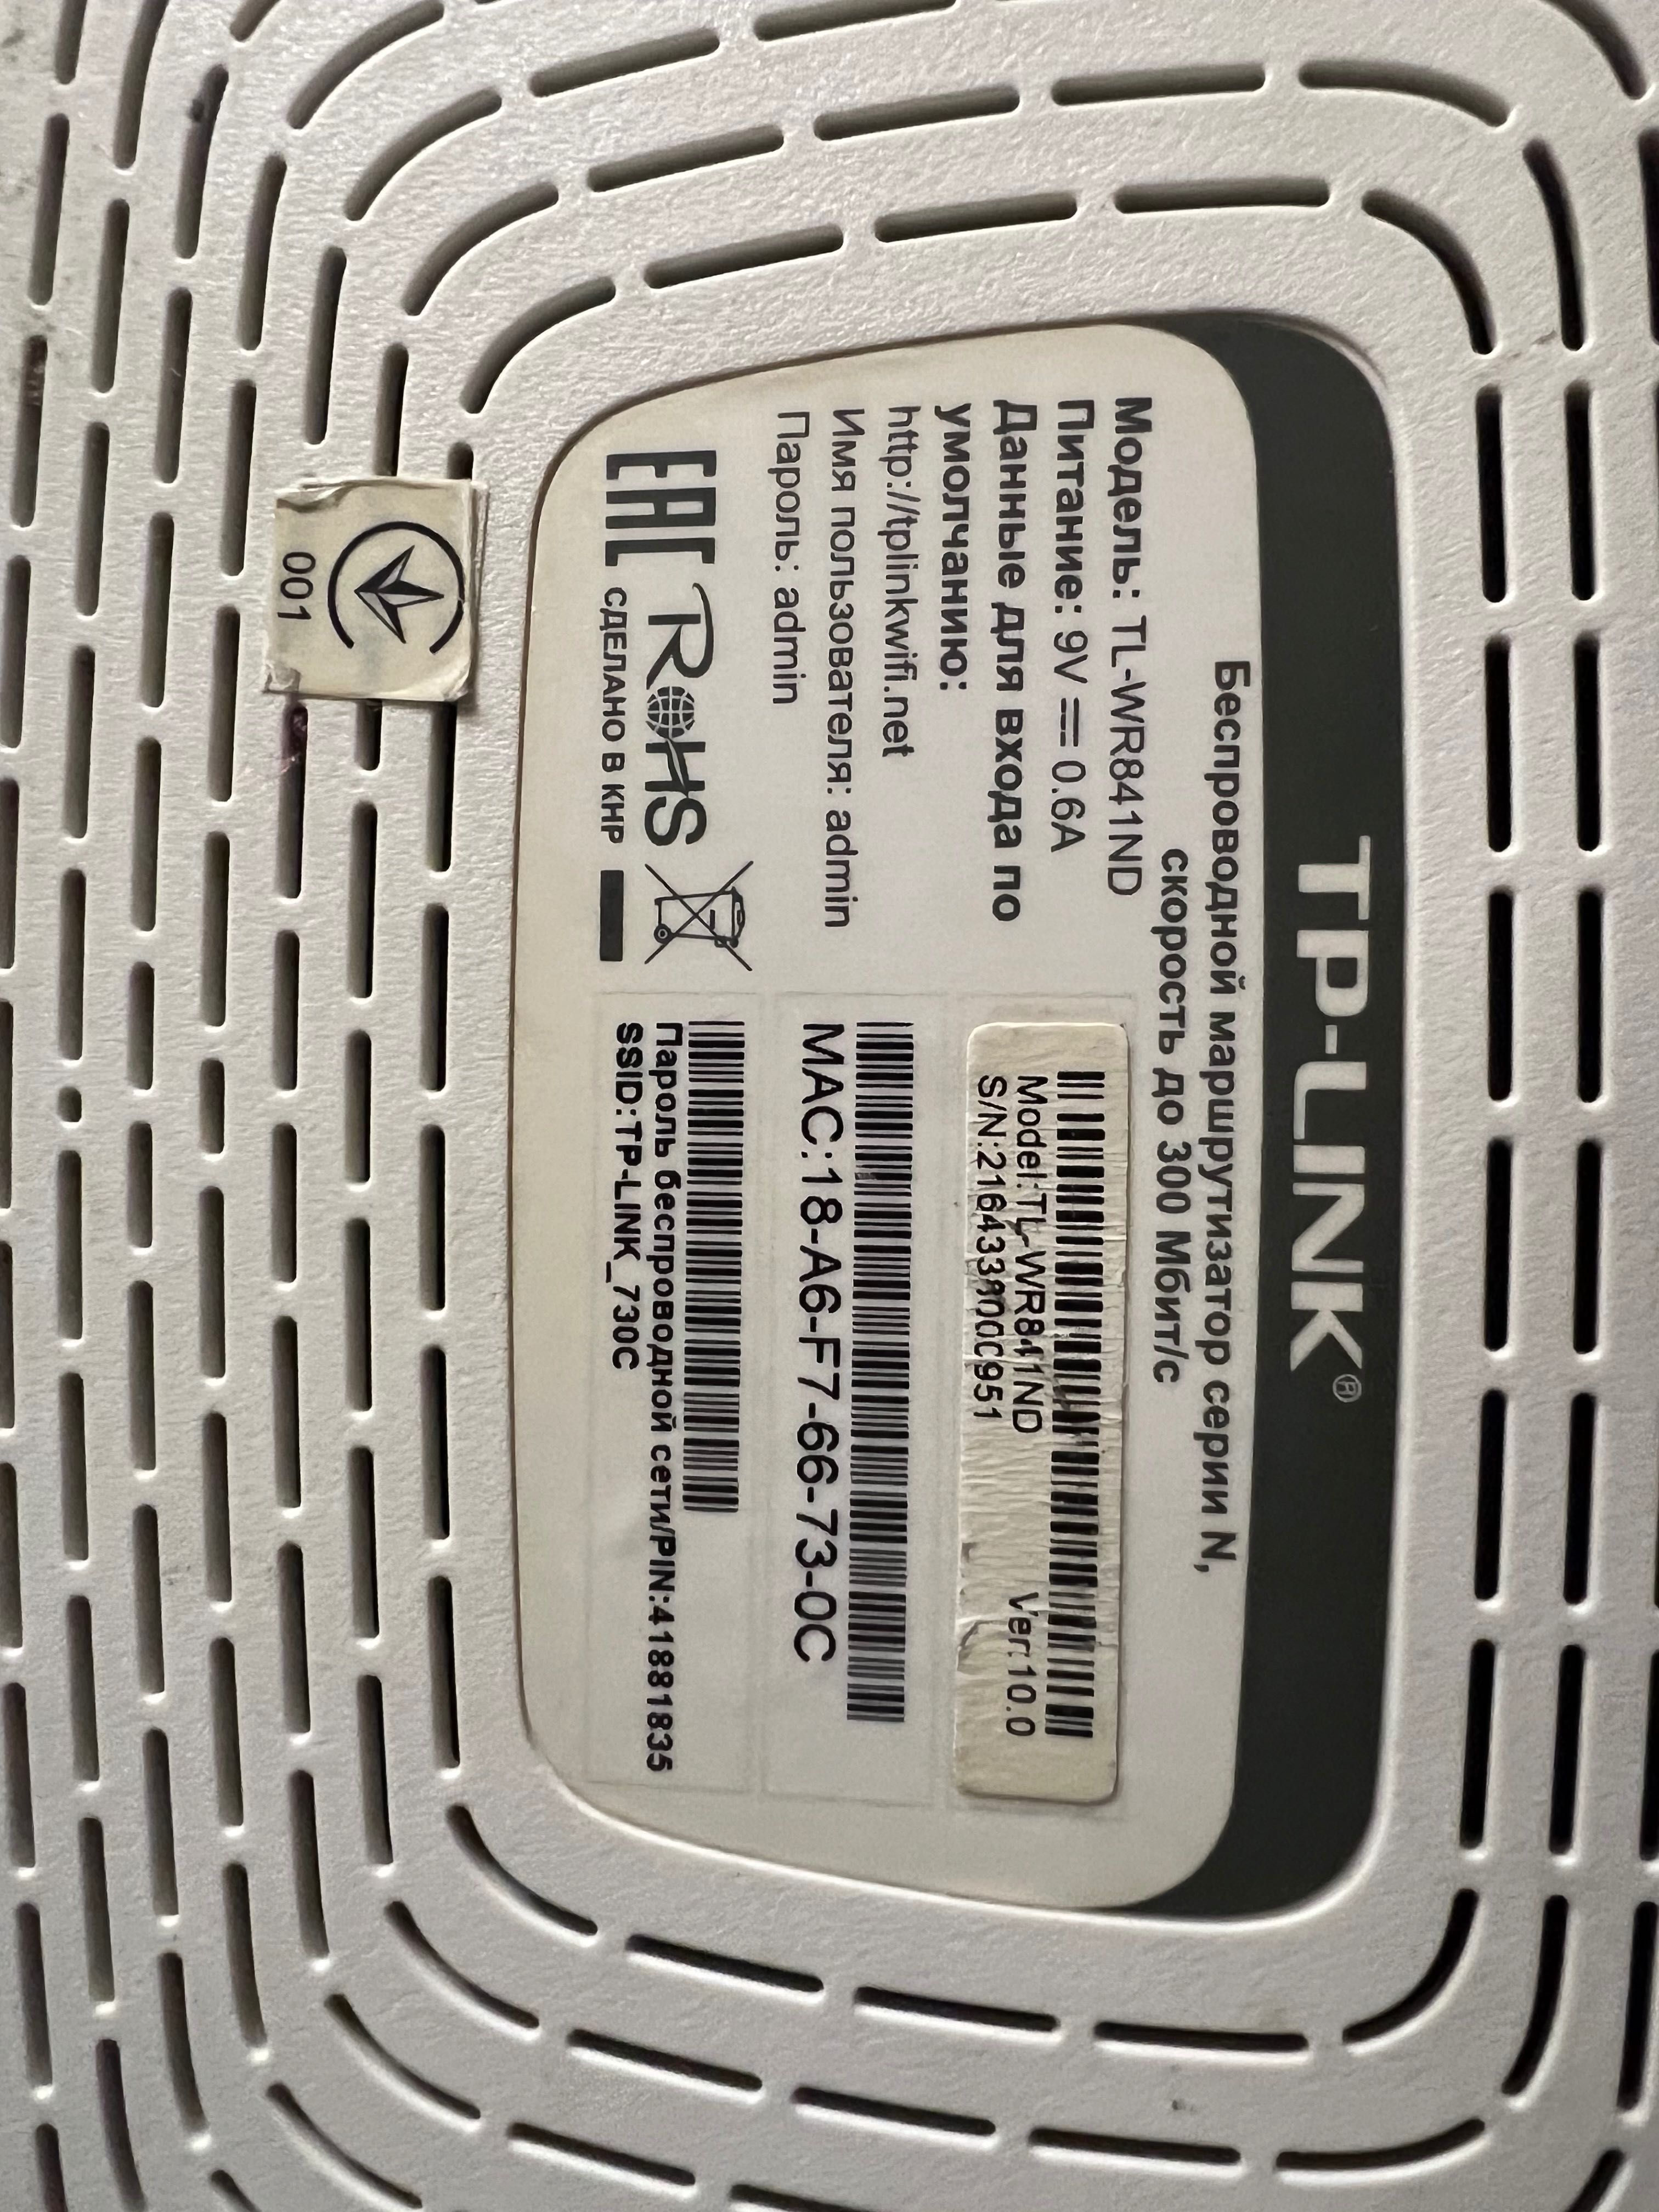 TP-LINK®
Беспроводной маршрутизатор серии N,
скорость до 300 Мбит/с
Модель: TL-WR841ND
Питание: 9V ⎓ 0.6A
Данные для входа по
умолчанию:
http://tplinkwifi.net
Имя пользователя: admin
Пароль: admin
EAC RoHS
СДЕЛАНО В КНР
Model:TL-WR841ND Ver:10.0
MAC:18-A6-F7-66-73-0C
Пароль беспроводной сети/PIN:41881835
SSID:TP-LINK_730C
001